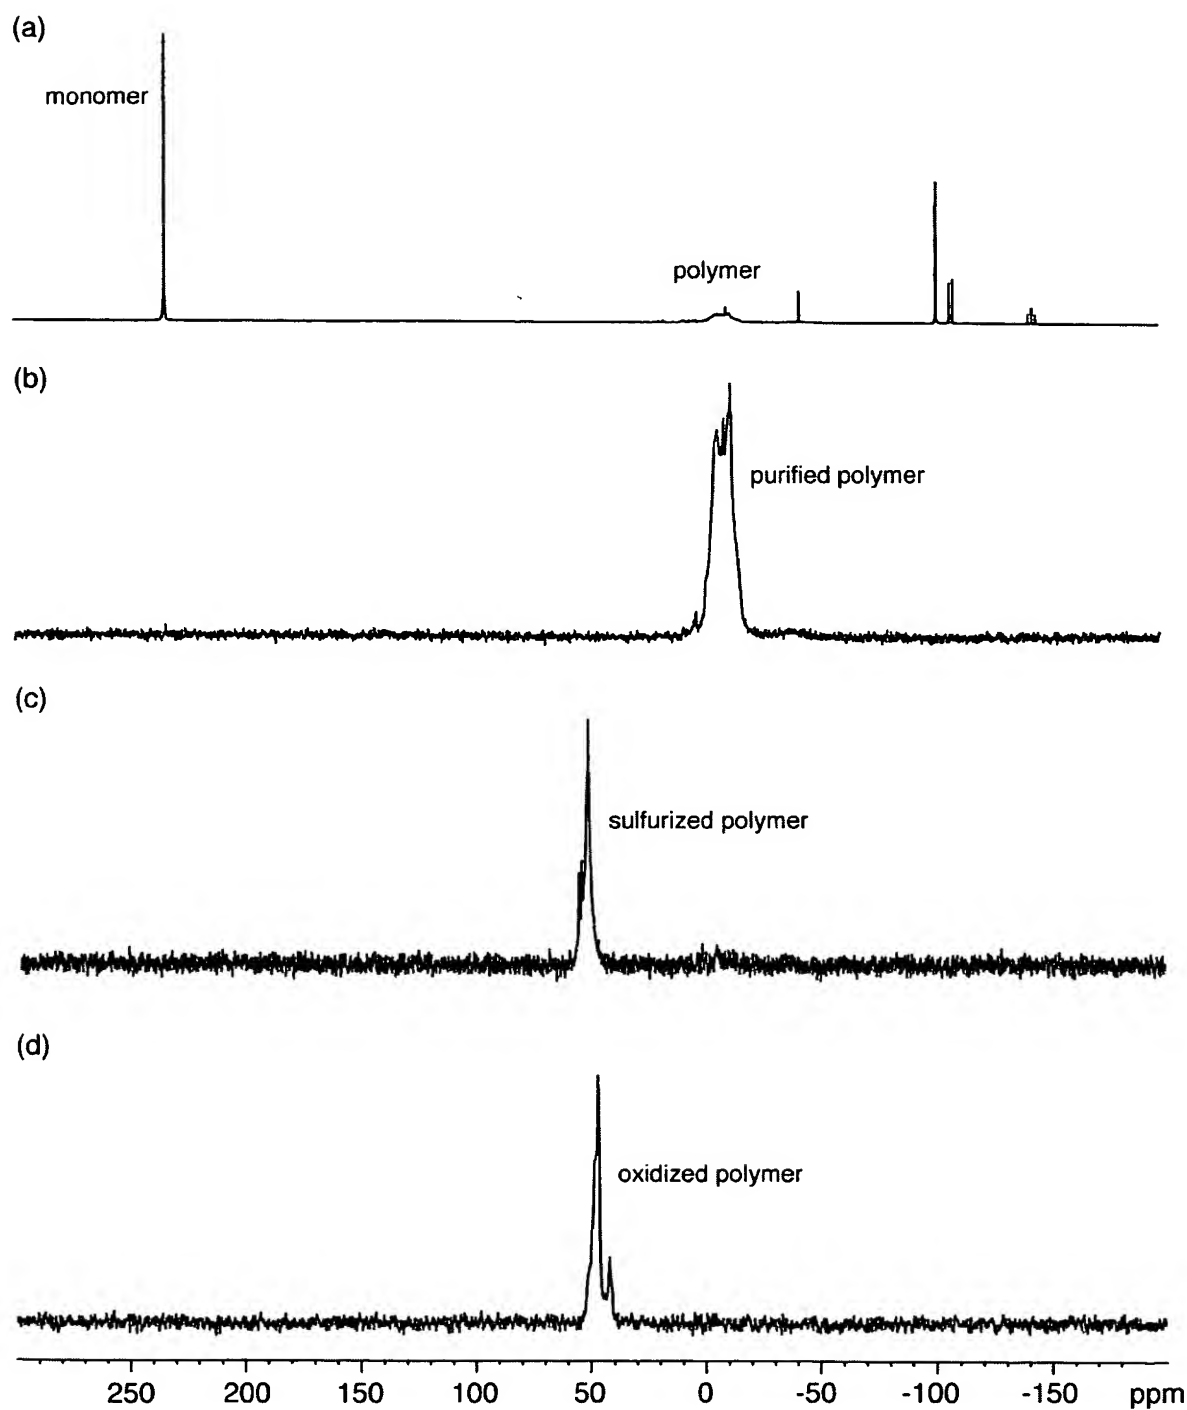 (a)
monomer
polymer
(b)
purified polymer
(c)
sulfurized polymer
(d)
oxidized polymer
250 200 150 100 50 0 -50 -100 -150 ppm